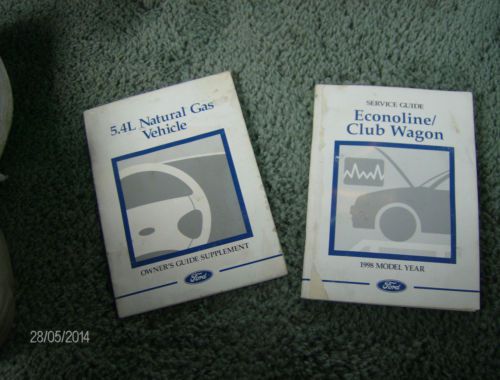 5.4L Natural Gas
Vehicle
OWNER'S GUIDE SUPPLEMENT
Ford
SERVICE GUIDE
Econoline/
Club Wagon
1998 MODEL YEAR
Ford
28/05/2014